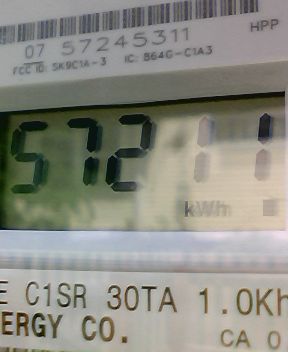 HPP
07 57245311
FCC ID: SK9C1A-3 IC: 864G-C1A3
57211
kWh
E C1SR 30TA 1.0Kh
ERGY CO.
CA 0